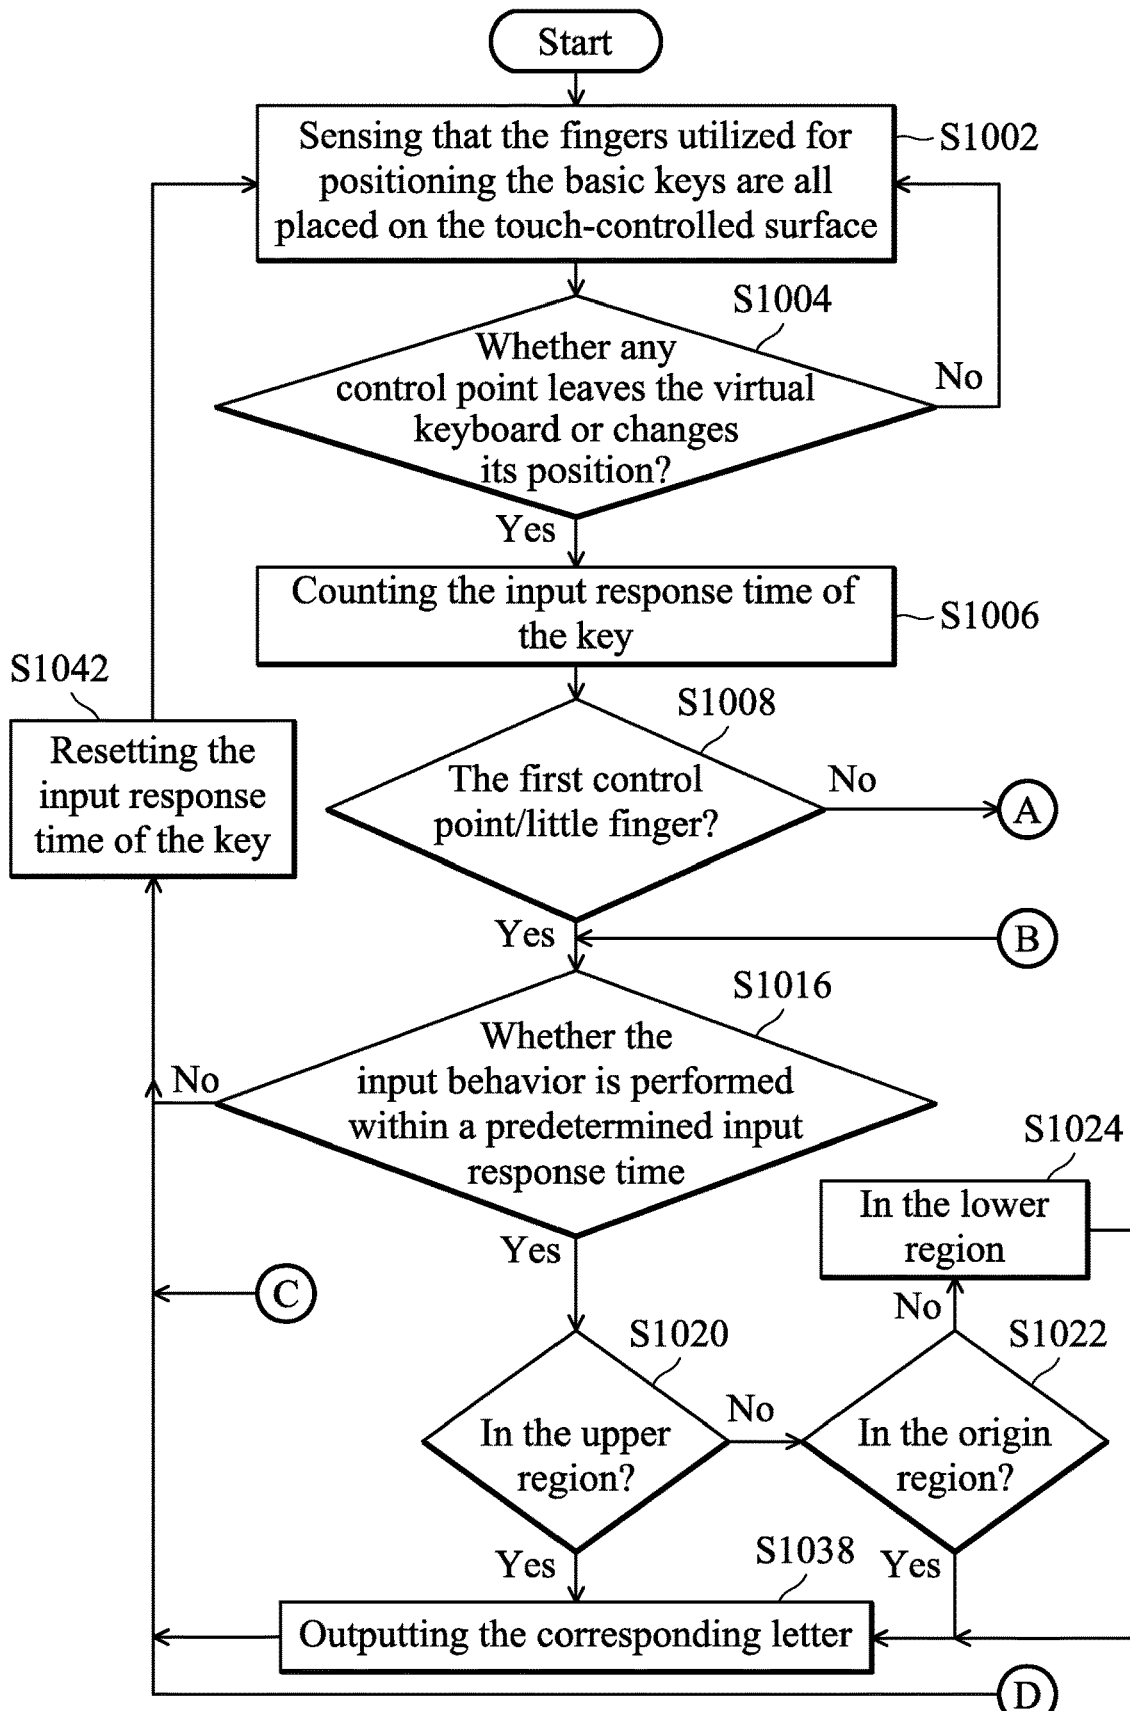 Start
Sensing that the fingers utilized for
positioning the basic keys are all
placed on the touch-controlled surface
S1002
S1004
Whether any
control point leaves the virtual
keyboard or changes
its position?
No
Yes
Counting the input response time of
the key
S1006
S1042
Resetting the
input response
time of the key
S1008
The first control
point/little finger?
No
A
Yes
B
S1016
Whether the
input behavior is performed
within a predetermined input
response time
No
Yes
S1024
In the lower
region
C
No
S1020
S1022
In the upper
region?
No
In the origin
region?
Yes
S1038
Yes
Outputting the corresponding letter
D